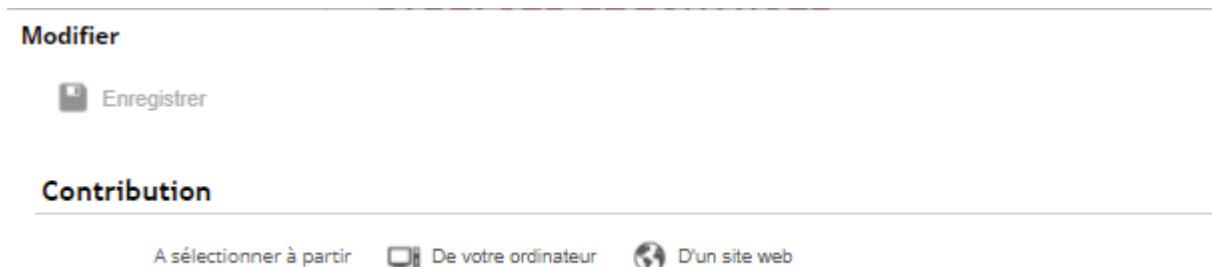 Modifier
Enregistrer
Contribution
A sélectionner à partir De votre ordinateur D'un site web